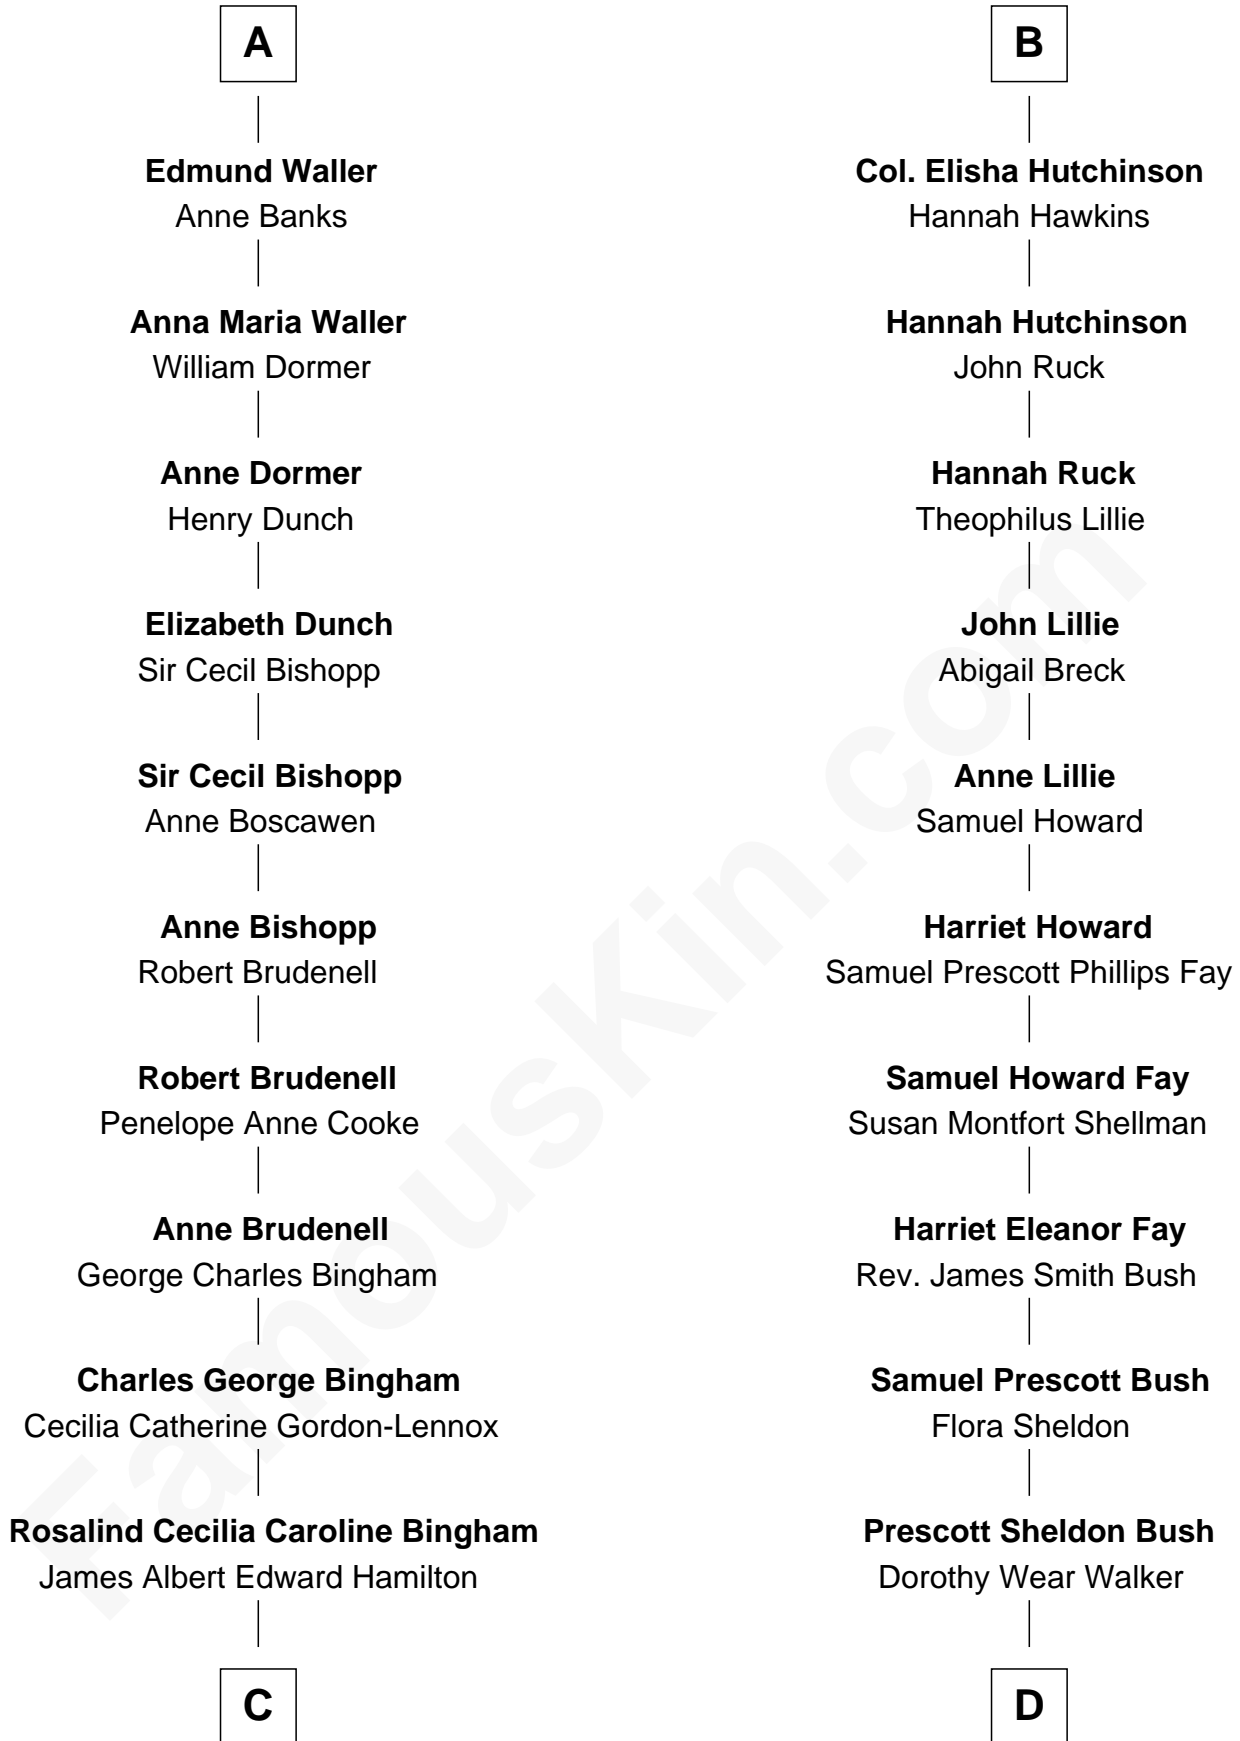 A
Edmund Waller
Anne Banks
Anna Maria Waller
William Dormer
Anne Dormer
Henry Dunch
Elizabeth Dunch
Sir Cecil Bishopp
Sir Cecil Bishopp
Anne Boscawen
Anne Bishopp
Robert Brudenell
Robert Brudenell
Penelope Anne Cooke
Anne Brudenell
George Charles Bingham
Charles George Bingham
Cecilia Catherine Gordon-Lennox
Rosalind Cecilia Caroline Bingham
James Albert Edward Hamilton
C
B
Col. Elisha Hutchinson
Hannah Hawkins
Hannah Hutchinson
John Ruck
Hannah Ruck
Theophilus Lillie
John Lillie
Abigail Breck
Anne Lillie
Samuel Howard
Harriet Howard
Samuel Prescott Phillips Fay
Samuel Howard Fay
Susan Montfort Shellman
Harriet Eleanor Fay
Rev. James Smith Bush
Samuel Prescott Bush
Flora Sheldon
Prescott Sheldon Bush
Dorothy Wear Walker
D
FamousKin.com